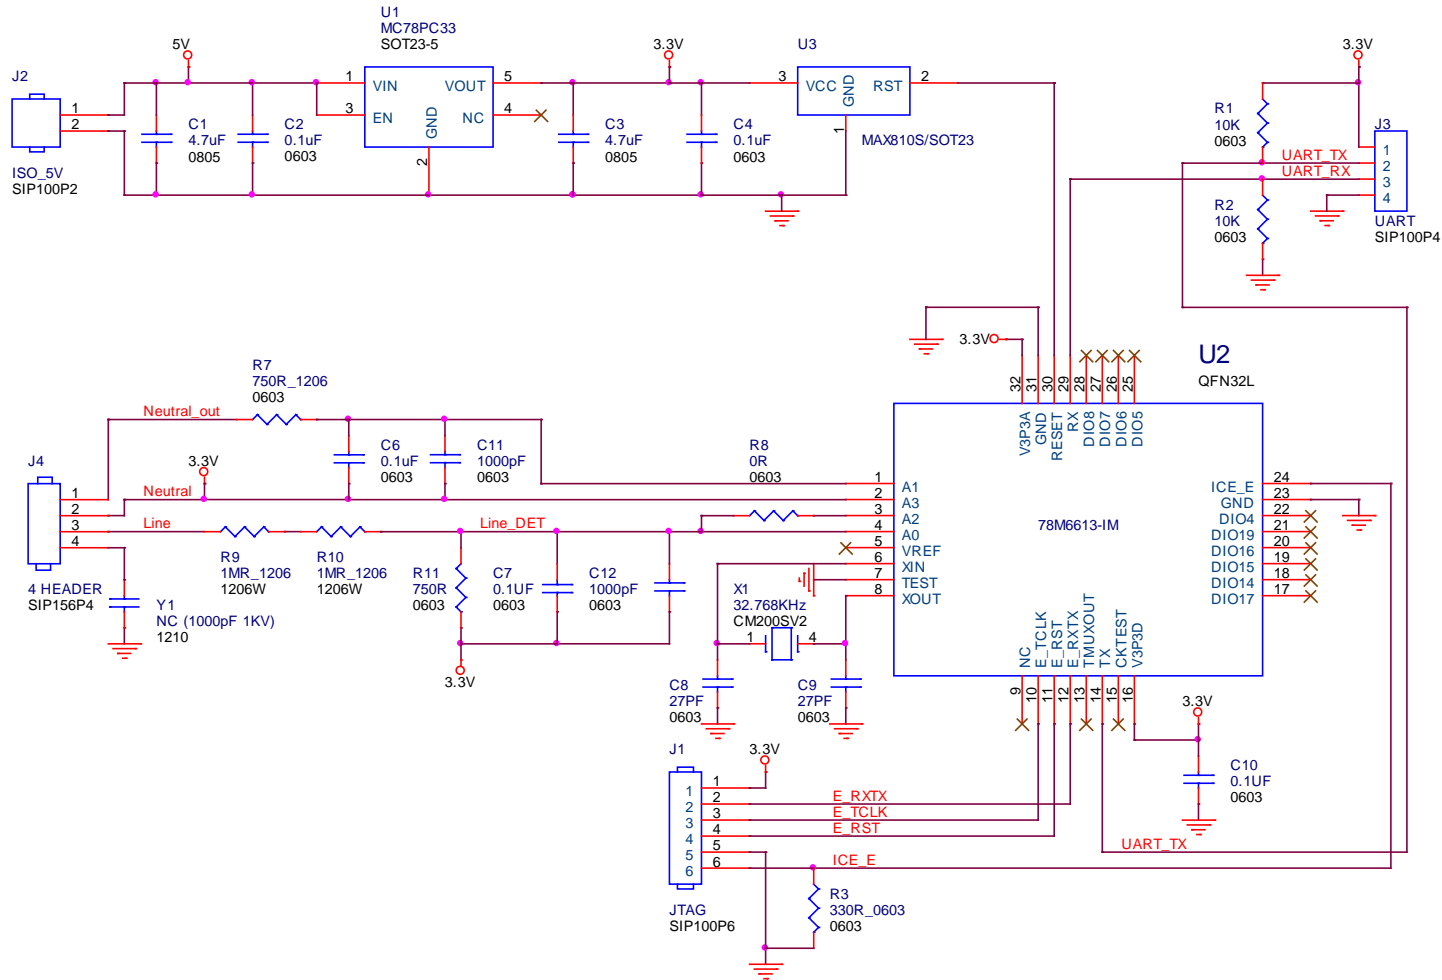 U1
MC78PC33
SOT23-5
5V
3.3V
U3
3.3V
J2
1
2
ISO_5V
SIP100P2
C1
4.7uF
0805
C2
0.1uF
0603
1
3
VIN
EN
VOUT
NC
GND
5
4
2
C3
4.7uF
0805
C4
0.1uF
0603
3
VCC
GND
RST
2
1
MAX810S/SOT23
R1
10K
0603
UART_TX
UART_RX
J3
1
2
3
4
R2
10K
0603
UART
SIP100P4
3.3V
U2
QFN32L
32
31
30
29
28
27
26
25
V3P3A
GND
RESET
RX
DIO8
DIO7
DIO6
DIO5
R7
750R_1206
0603
Neutral_out
3.3V
J4
1
2
3
4
Neutral
Line
C6
0.1uF
0603
C11
1000pF
0603
R8
0R
0603
Line_DET
R9
1MR_1206
1206W
R10
1MR_1206
1206W
R11
750R
0603
C7
0.1UF
0603
C12
1000pF
0603
3.3V
4 HEADER
SIP156P4
Y1
NC (1000pF 1KV)
1210
1
2
3
4
5
6
7
8
A1
A3
A2
A0
VREF
XIN
TEST
XOUT
78M6613-IM
ICE_E
GND
DIO4
DIO19
DIO16
DIO15
DIO14
DIO17
24
23
22
21
20
19
18
17
X1
32.768KHz
CM200SV2
1
4
C8
27PF
0603
C9
27PF
0603
NC
E_TCLK
E_RST
E_RXTX
TMUXOUT
TX
CKTEST
V3P3D
9
10
11
12
13
14
15
16
3.3V
C10
0.1UF
0603
J1
3.3V
1
2
3
4
5
6
1
2
3
4
5
6
E_RXTX
E_TCLK
E_RST
ICE_E
UART_TX
JTAG
SIP100P6
R3
330R_0603
0603